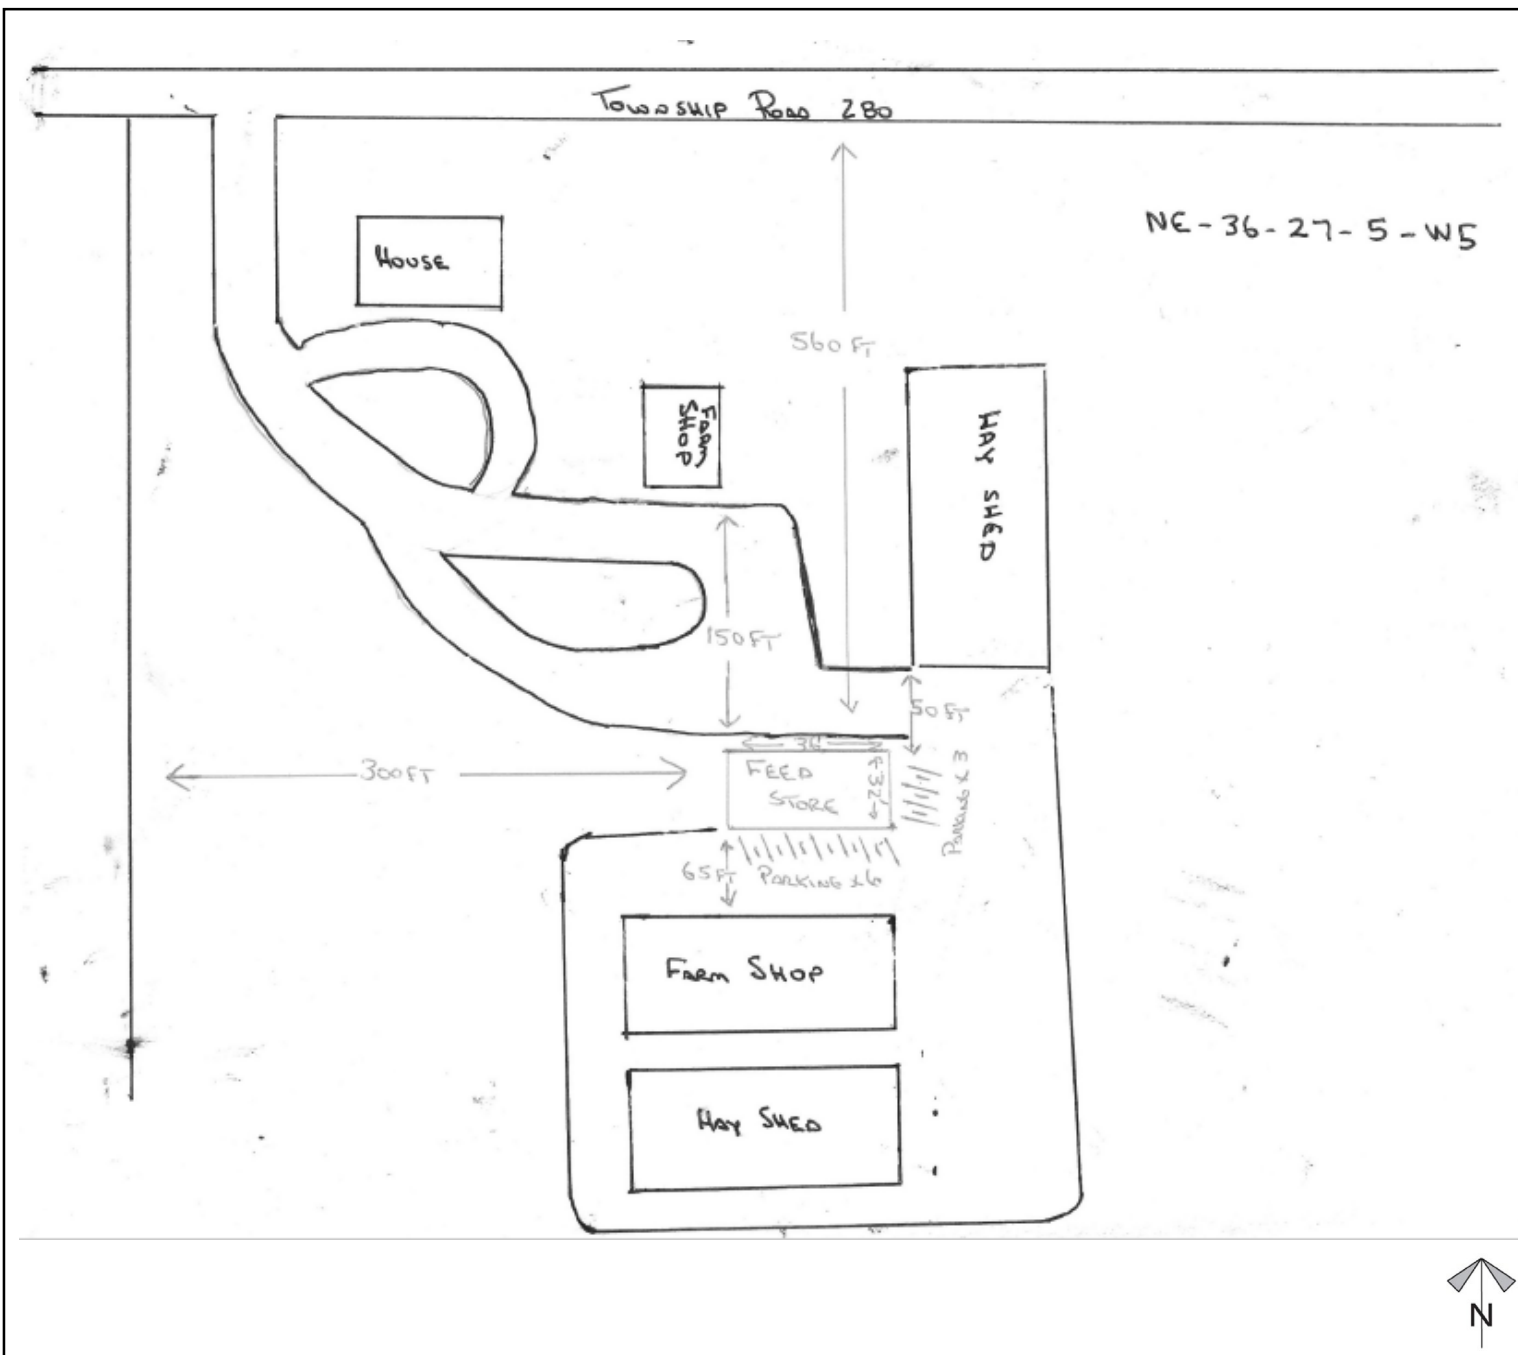 TOWNSHIP ROAD 280
NE-36-27-5-W5
HOUSE
560 FT
FARM
SHOP
HAY SHED
150 FT
50 FT
300 FT
36
FEED
STORE
32'
PARKING x 3
65 FT
PARKING x 6
FARM SHOP
HAY SHED
N